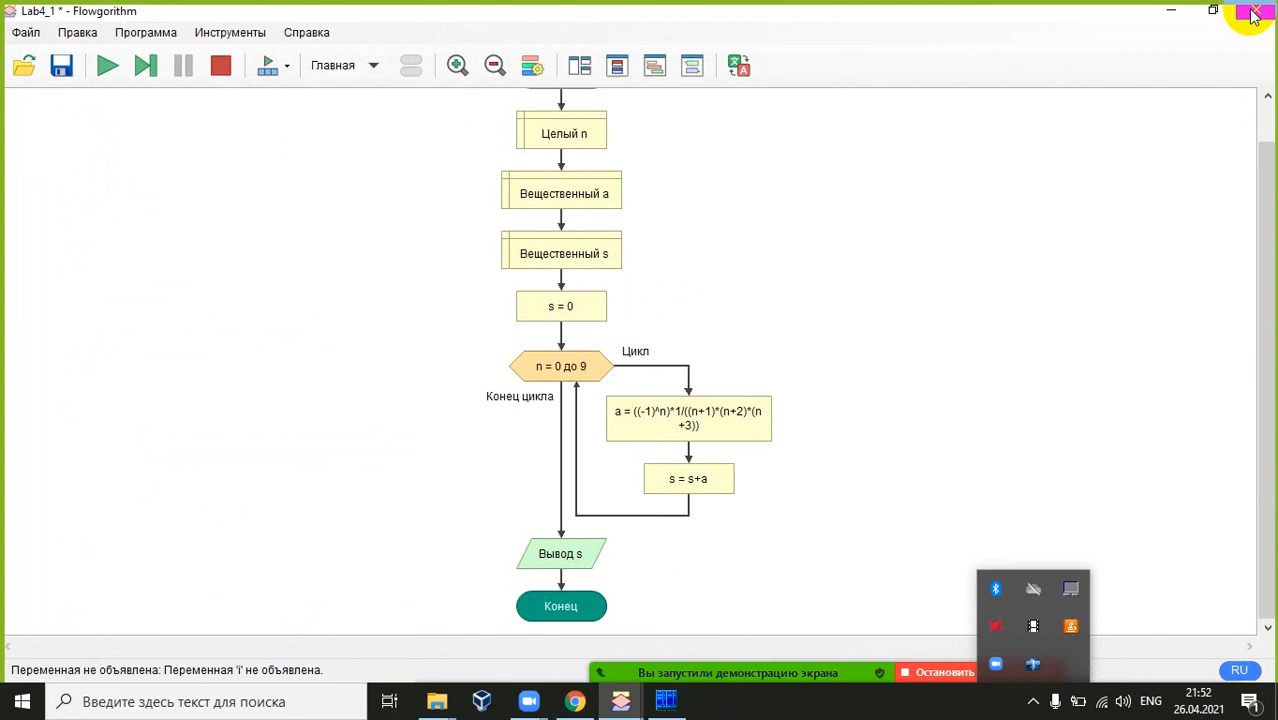 Lab4_1 * - Flowgorithm
Файл Правка Программа Инструменты Справка
Главная
Целый n
Вещественный a
Вещественный s
s = 0
n = 0 до 9
Цикл
Конец цикла
a = ((-1)^n)*1/((n+1)*(n+2)*(n
+3))
s = s+a
Вывод s
Конец
Переменная не объявлена: Переменная 'i' не объявлена.
RU
Вы запустили демонстрацию экрана
Остановить
Введите здесь текст для поиска
ENG
21:52
26.04.2021
1